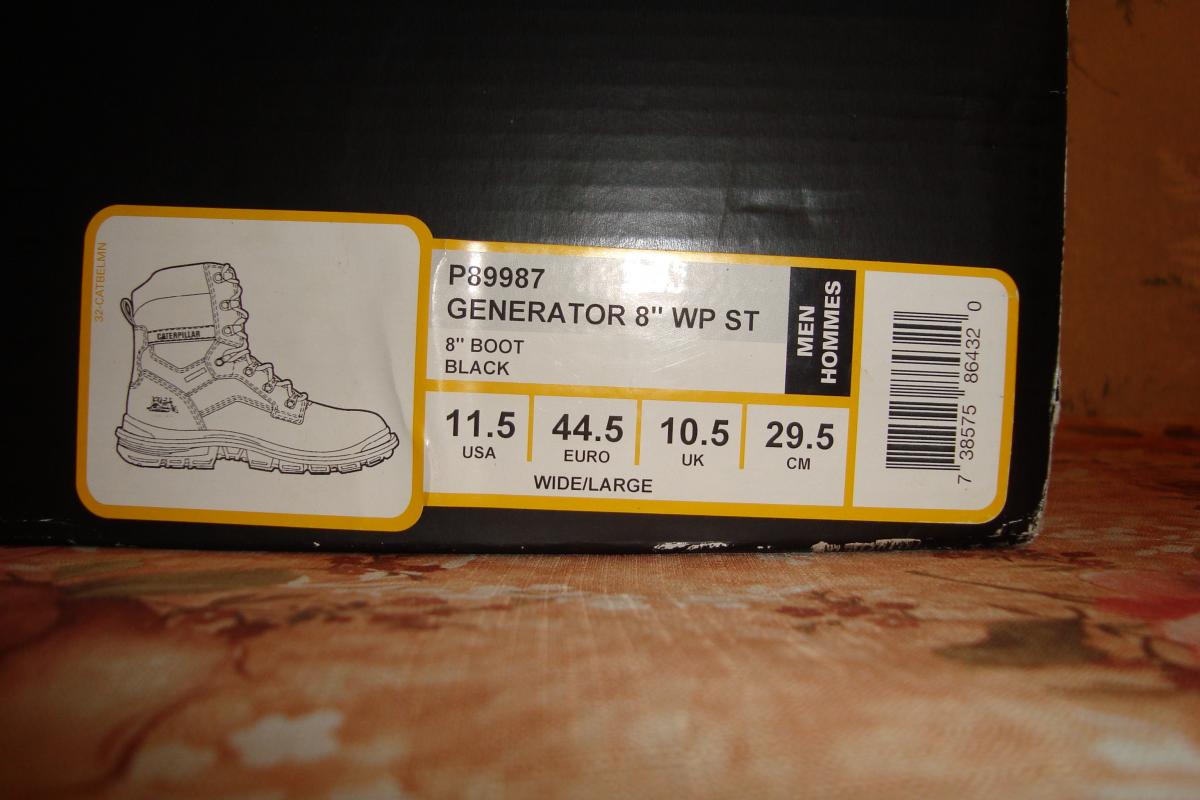 32-CATBELMN
CATERPILLAR
P89987
GENERATOR 8" WP ST
8" BOOT
BLACK
MEN
HOMMES
11.5
USA
44.5
EURO
10.5
UK
29.5
CM
WIDE/LARGE
7 38575 86432 0